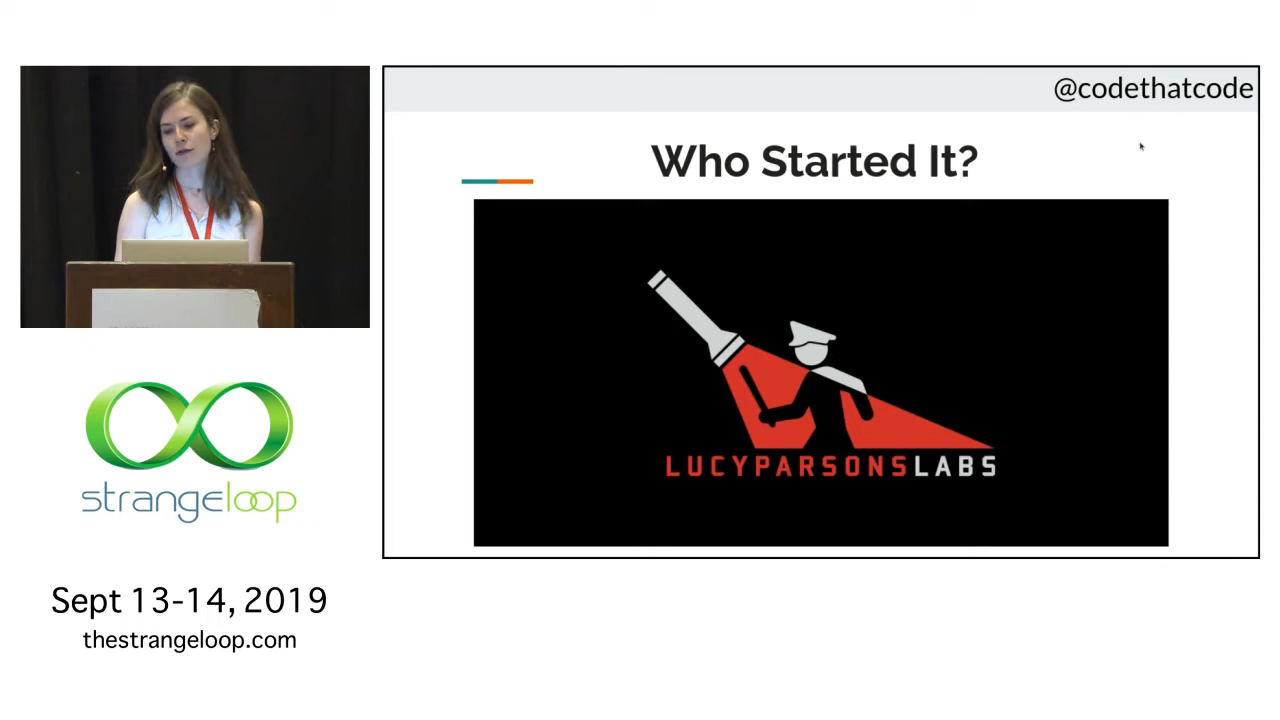 @codethatcode
Who Started It?
LUCYPARSONSLABS
strangeloop
Sept 13-14, 2019
thestrangeloop.com